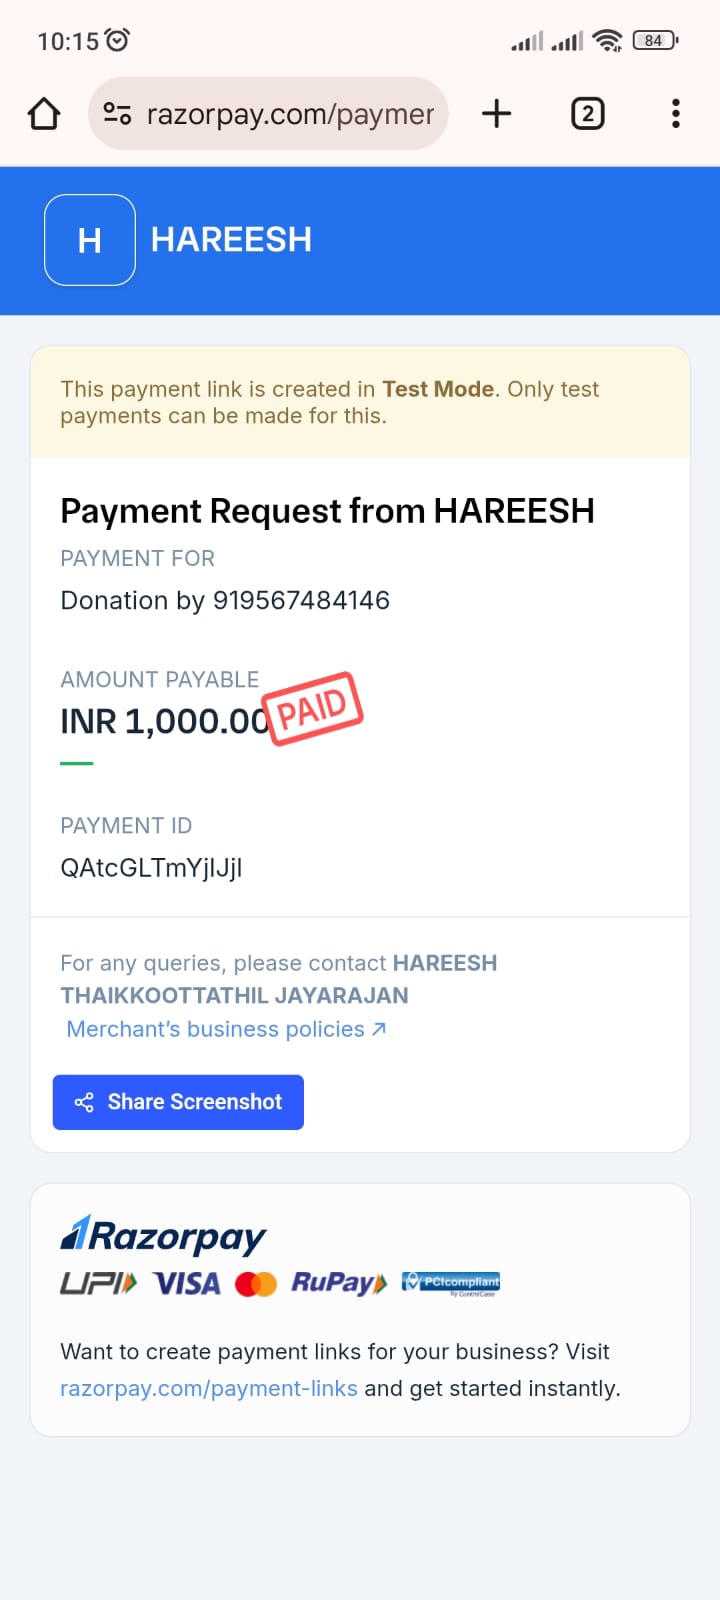 10:15
84
razorpay.com/paymer
2
H
HAREESH
This payment link is created in Test Mode. Only test
payments can be made for this.
Payment Request from HAREESH
PAYMENT FOR
Donation by 919567484146
AMOUNT PAYABLE
INR 1,000.00
PAID
PAYMENT ID
QAtcGLTmYjlJjl
For any queries, please contact HAREESH
THAIKKOOTTATHIL JAYARAJAN
Merchant's business policies ↗
Share Screenshot
Razorpay
UPI VISA RuPay PCIcompliant
by ControlCase
Want to create payment links for your business? Visit
razorpay.com/payment-links and get started instantly.